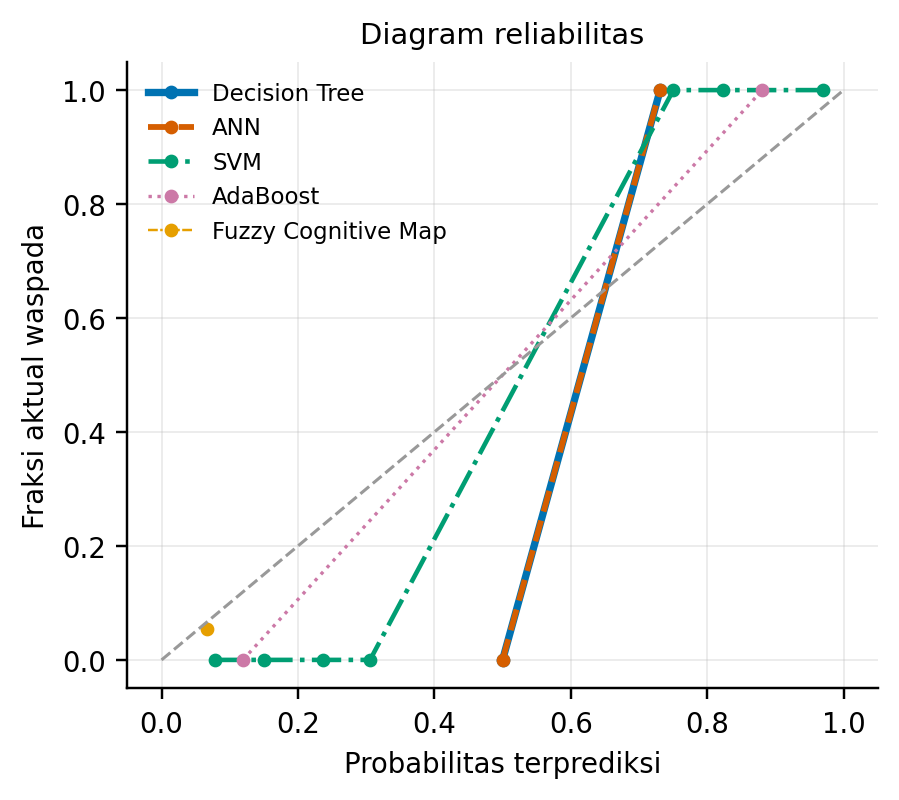 Diagram reliabilitas
Decision Tree
ANN
SVM
AdaBoost
Fuzzy Cognitive Map
Fraksi aktual waspada
1.0
0.8
0.6
0.4
0.2
0.0
0.0 0.2 0.4 0.6 0.8 1.0
Probabilitas terprediksi